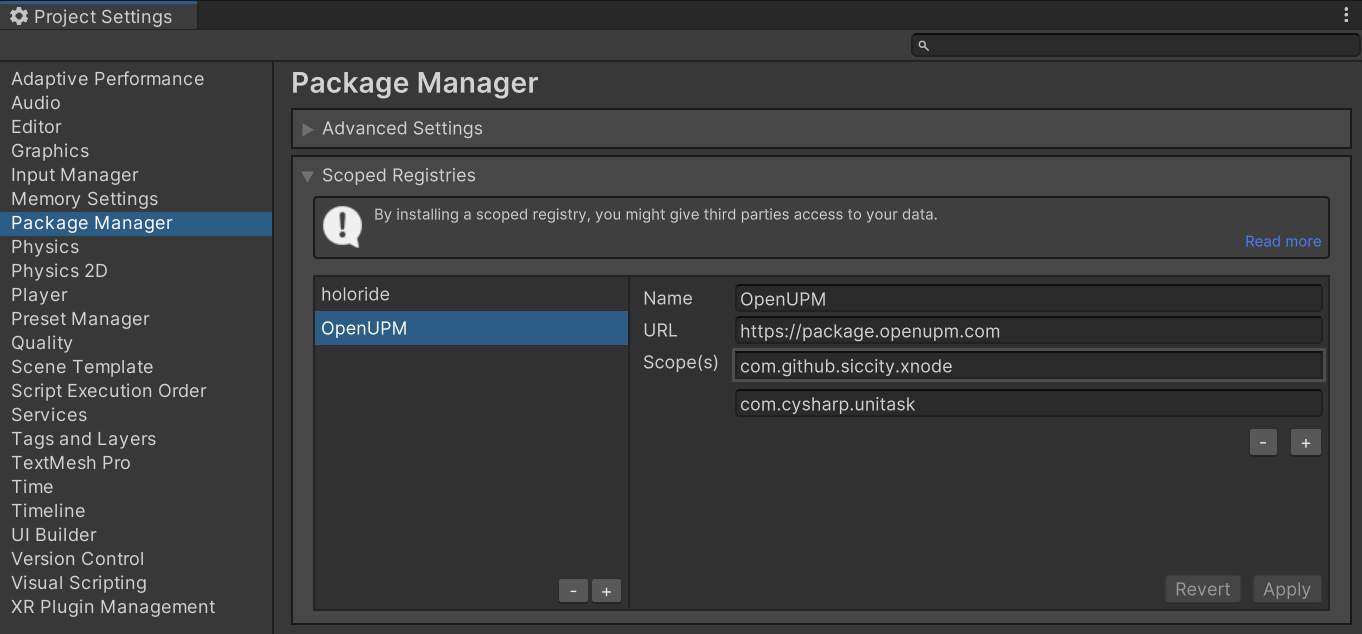 Project Settings
Adaptive Performance
Audio
Editor
Graphics
Input Manager
Memory Settings
Package Manager
Physics
Physics 2D
Player
Preset Manager
Quality
Scene Template
Script Execution Order
Services
Tags and Layers
TextMesh Pro
Time
Timeline
UI Builder
Version Control
Visual Scripting
XR Plugin Management
Package Manager
Advanced Settings
Scoped Registries
By installing a scoped registry, you might give third parties access to your data.
Read more
holoride
OpenUPM
- +
Name OpenUPM
URL https://package.openupm.com
Scope(s) com.github.siccity.xnode
com.cysharp.unitask
- +
Revert Apply